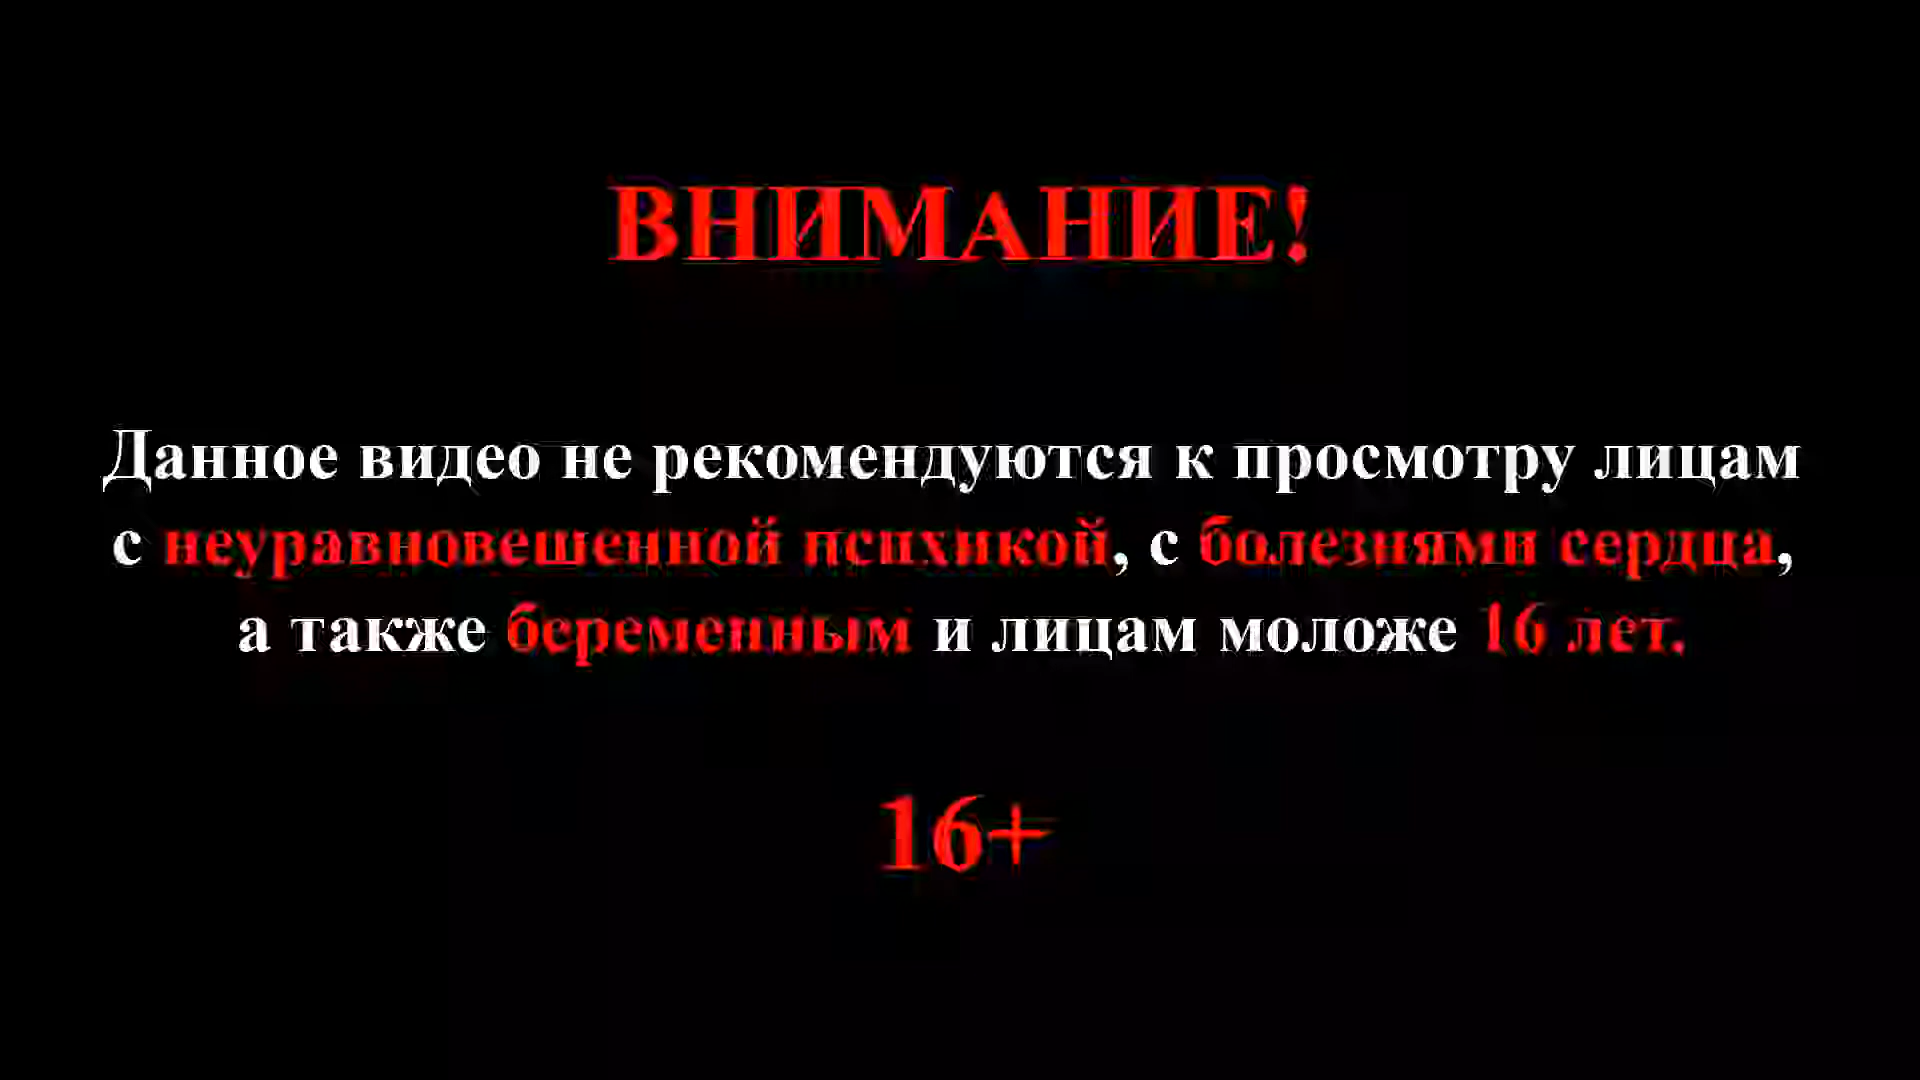 ВНИМАНИЕ!
Данное видео не рекомендуются к просмотру лицам
с неуравновешенной психикой, с болезнями сердца,
а также беременным и лицам моложе 16 лет.
16+